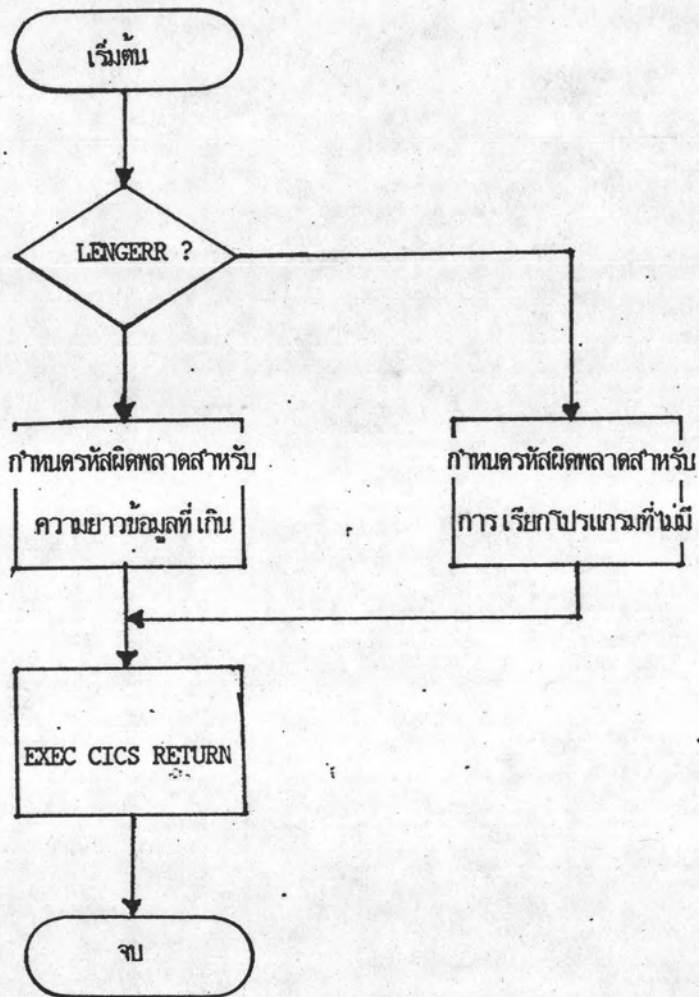 เริ่มต้น
LENGERR ?
กำหนดรหัสผิดพลาดสำหรับ
ความยาวข้อมูลที่ เกิน
กำหนดรหัสผิดพลาดสำหรับ
การ เรียกโปรแกรมที่ไม่มี
EXEC CICS RETURN
จบ